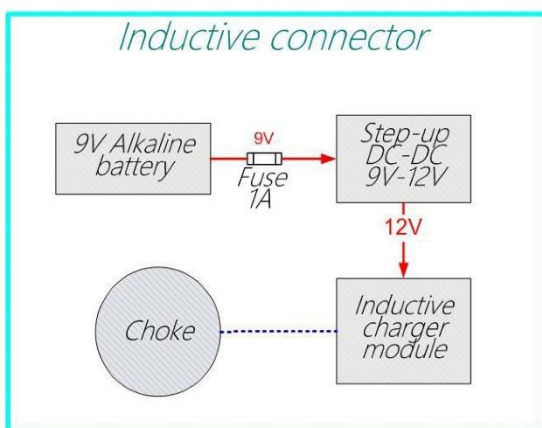 Inductive connector
9V Alkaline
battery
9V
Fuse
1A
Step-up
DC-DC
9V-12V
12V
Choke
Inductive
charger
module